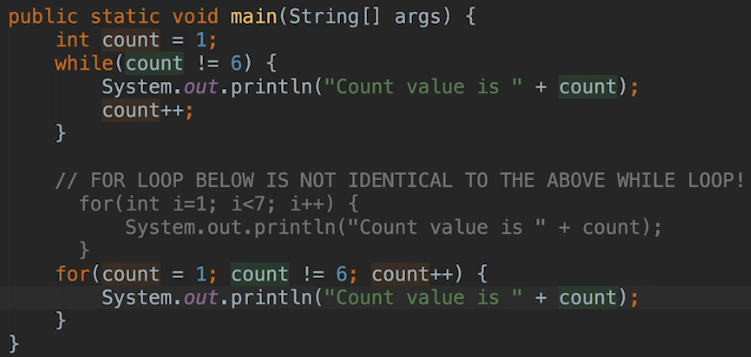 public static void main(String[] args) {
    int count = 1;
    while(count != 6) {
        System.out.println("Count value is " + count);
        count++;
    }

    // FOR LOOP BELOW IS NOT IDENTICAL TO THE ABOVE WHILE LOOP!
      for(int i=1; i<7; i++) {
          System.out.println("Count value is " + count);
      }
    for(count = 1; count != 6; count++) {
        System.out.println("Count value is " + count);
    }
}